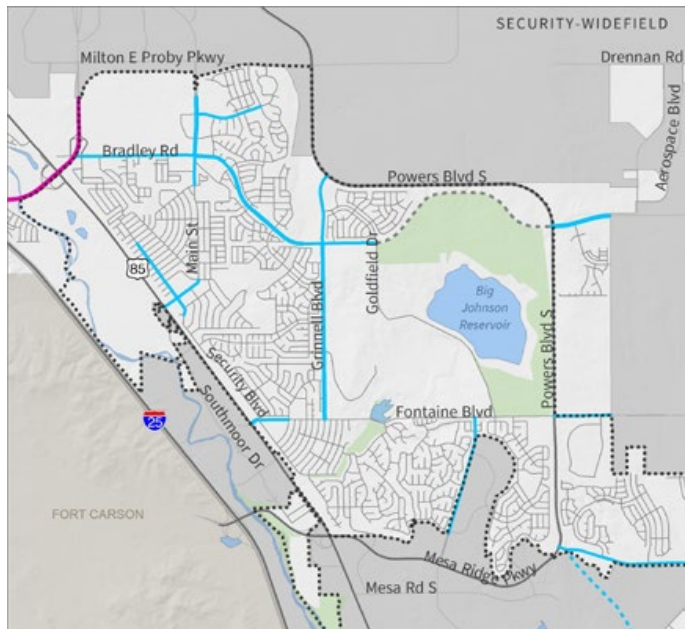 SECURITY-WIDEFIELD
Milton E Proby Pkwy
Drennan Rd
Aerospace Blvd
Bradley Rd
Powers Blvd S
Main St
Goldfield Dr
85
Grinnell Blvd
Big
Johnson
Reservoir
Powers Blvd S
Security Blvd
Southmoor Dr
Fontaine Blvd
25
FORT CARSON
Mesa Ridge Pkwy
Mesa Rd S